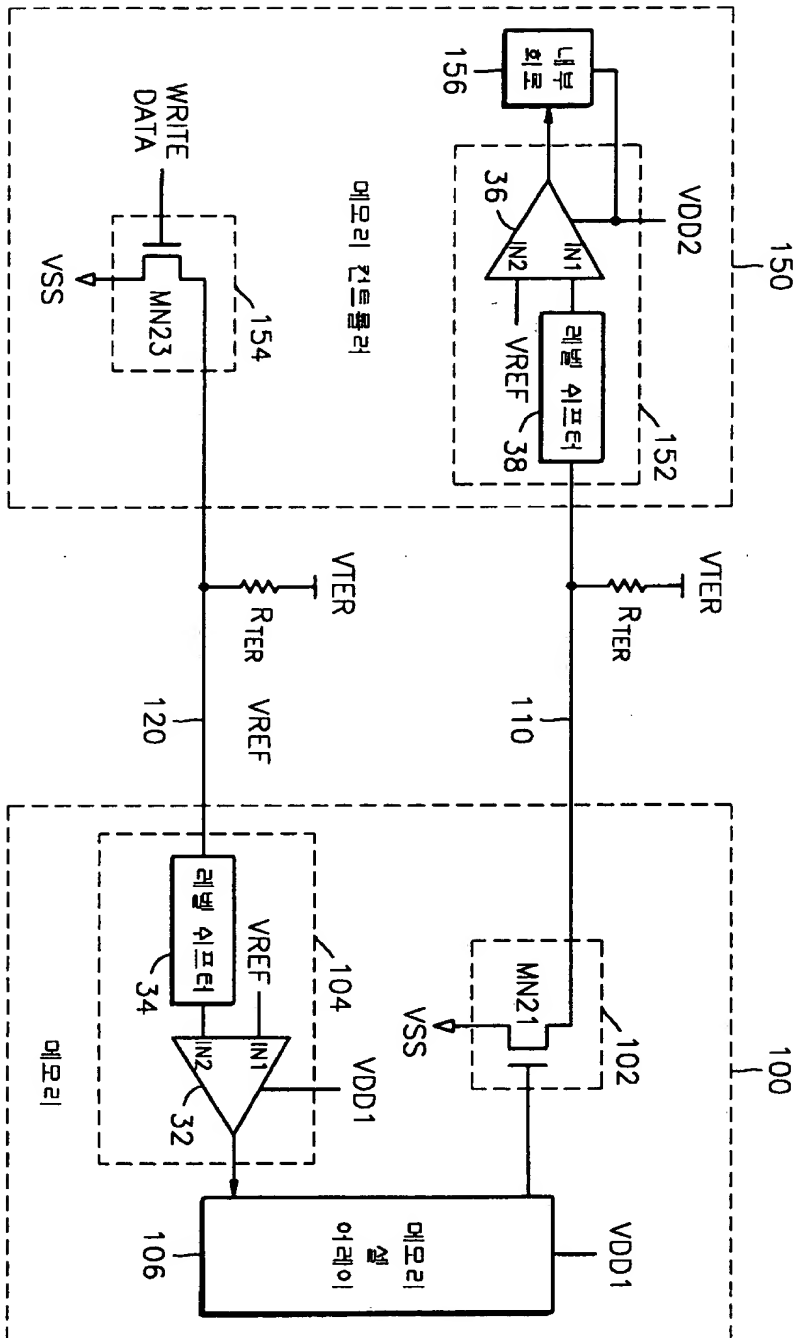 150
VDD2
152
내부
회로
156
36
IN1
IN2
레벨 쉬프터
38
VREF
메모리 컨트롤러
WRITE
DATA
154
MN23
VSS
VTER
RTER
110
VTER
RTER
120
VREF
100
102
MN21
VSS
VDD1
104
VREF
VDD1
레벨 쉬프터
34
IN1
IN2
32
메모리
셀
어레이
106
메모리